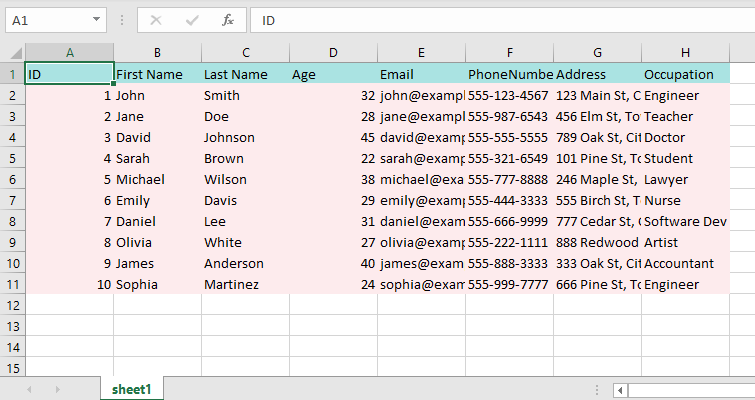 A1 fx ID
A B C D E F G H
1 ID First Name Last Name Age Email PhoneNumbe Address Occupation
2 1 John Smith 32 john@exampl 555-123-4567 123 Main St, C Engineer
3 2 Jane Doe 28 jane@exampl 555-987-6543 456 Elm St, To Teacher
4 3 David Johnson 45 david@examp 555-555-5555 789 Oak St, Cit Doctor
5 4 Sarah Brown 22 sarah@exam 555-321-6549 101 Pine St, To Student
6 5 Michael Wilson 38 michael@exa 555-777-8888 246 Maple St, Lawyer
7 6 Emily Davis 29 emily@examp 555-444-3333 555 Birch St, T Nurse
8 7 Daniel Lee 31 daniel@exam 555-666-9999 777 Cedar St, Software Dev
9 8 Olivia White 27 olivia@examp 555-222-1111 888 Redwood Artist
10 9 James Anderson 40 james@exam 555-888-3333 333 Oak St, Cit Accountant
11 10 Sophia Martinez 24 sophia@exam 555-999-7777 666 Pine St, To Engineer
12
13
14
15
sheet1